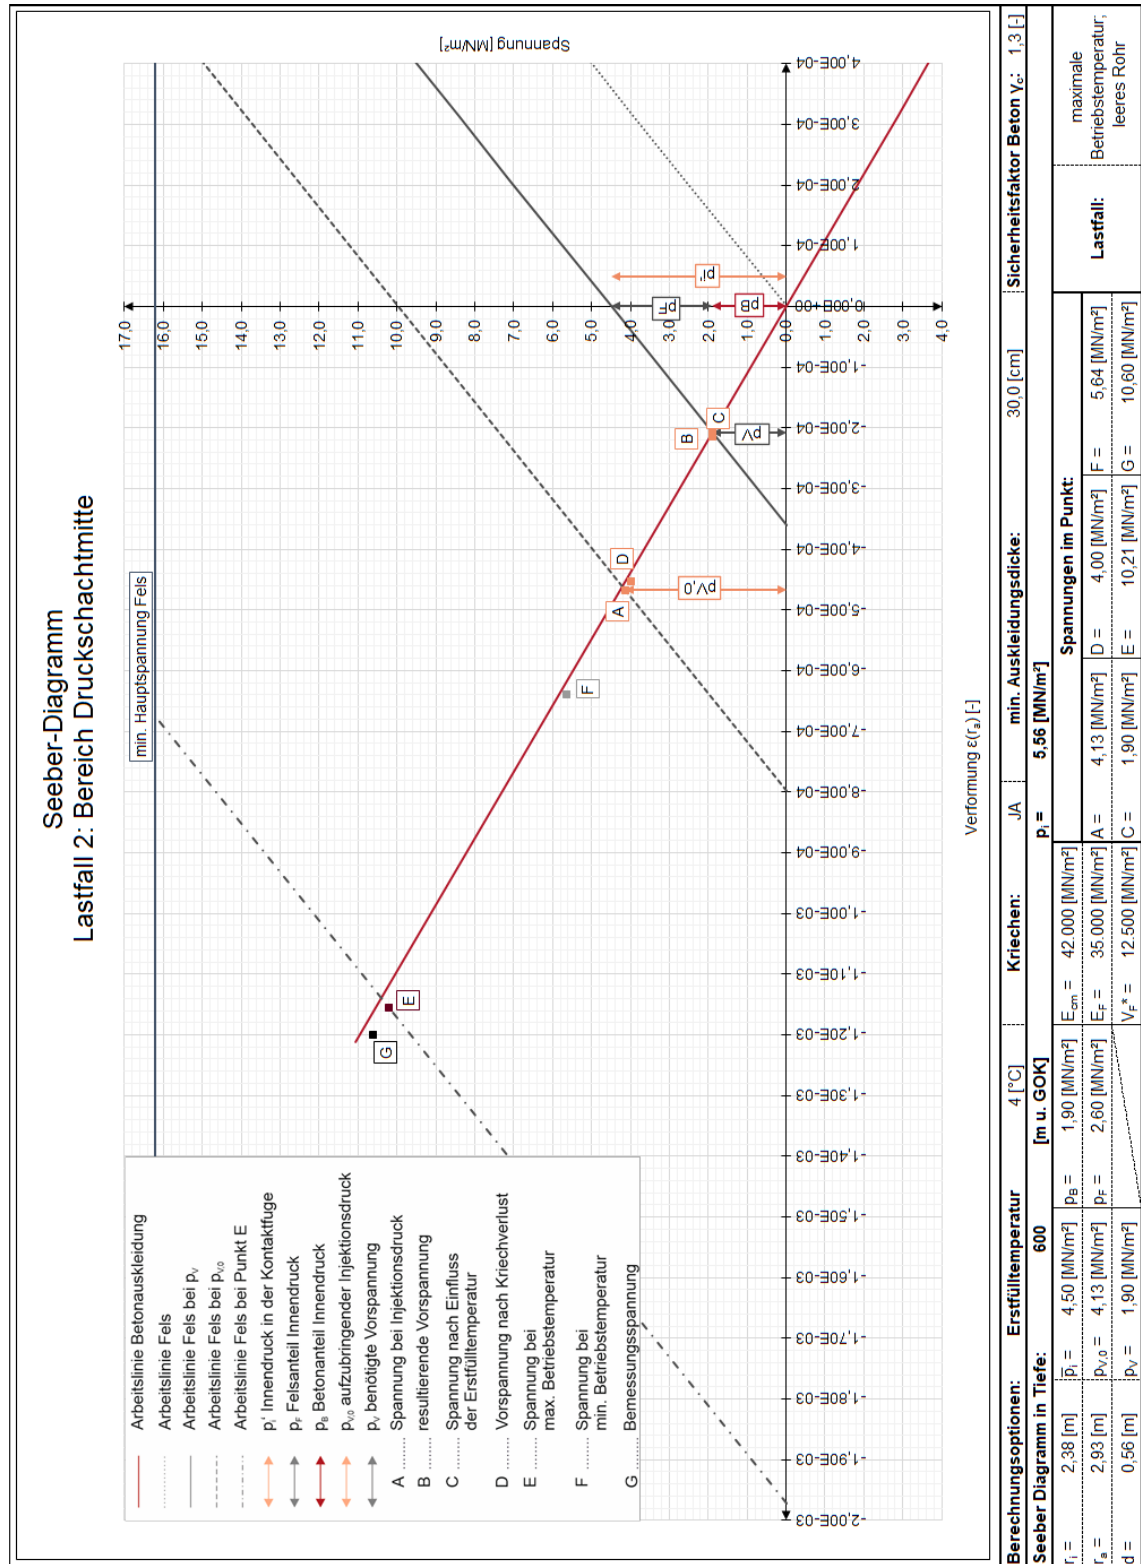 Seeber-Diagramm
Lastfall 2: Bereich Druckschachtmitte
Spannung [MN/m²]
17,0
16,0
15,0
14,0
13,0
12,0
11,0
10,0
9,0
8,0
7,0
6,0
5,0
4,0
3,0
2,0
1,0
0,0
1,0
2,0
3,0
4,0
min. Hauptspannung Fels
G
E
F
A
D
B
C
pV,0
pV
pF
pB
pi'
-2,00E-03
-1,90E-03
-1,80E-03
-1,70E-03
-1,60E-03
-1,50E-03
-1,40E-03
-1,30E-03
-1,20E-03
-1,10E-03
-1,00E-03
-9,00E-04
-8,00E-04
-7,00E-04
-6,00E-04
-5,00E-04
-4,00E-04
-3,00E-04
-2,00E-04
-1,00E-04
0,00E+00
1,00E-04
2,00E-04
3,00E-04
4,00E-04
Verformung ε(rₐ) [-]
Arbeitslinie Betonauskleidung
Arbeitslinie Fels
Arbeitslinie Fels bei pᵥ
Arbeitslinie Fels bei pᵥ,₀
Arbeitslinie Fels bei Punkt E
pᵢ' Innendruck in der Kontaktfuge
p_F Felsanteil Innendruck
p_B Betonanteil Innendruck
pᵥ,₀ aufzubringender Injektionsdruck
pᵥ benötigte Vorspannung
A ........ Spannung bei Injektionsdruck
B ........ resultierende Vorspannung
C ........ Spannung nach Einfluss
der Erstfülltemperatur
D ........ Vorspannung nach Kriechverlust
E ........ Spannung bei
max. Betriebstemperatur
F ........ Spannung bei
min. Betriebstemperatur
G ........ Bemessungsspannung
Berechnungsoptionen: Erstfülltemperatur 4 [°C] Kriechen: JA min. Auskleidungsdicke: 30,0 [cm] Sicherheitsfaktor Beton γ_c: 1,3 [-]
Seeber Diagramm in Tiefe: 600 [m u. GOK] pᵢ = 5,56 [MN/m²]
rᵢ = 2,38 [m] p̅ᵢ = 4,50 [MN/m²] p_B = 1,90 [MN/m²] E_cm = 42.000 [MN/m²] Spannungen im Punkt: Lastfall: maximale Betriebstemperatur; leeres Rohr
rₐ = 2,93 [m] pᵥ,₀ = 4,13 [MN/m²] p_F = 2,60 [MN/m²] E_F = 35.000 [MN/m²] A = 4,13 [MN/m²] D = 4,00 [MN/m²] F = 5,64 [MN/m²]
d = 0,56 [m] pᵥ = 1,90 [MN/m²] V_F* = 12.500 [MN/m²] C = 1,90 [MN/m²] E = 10,21 [MN/m²] G = 10,60 [MN/m²]